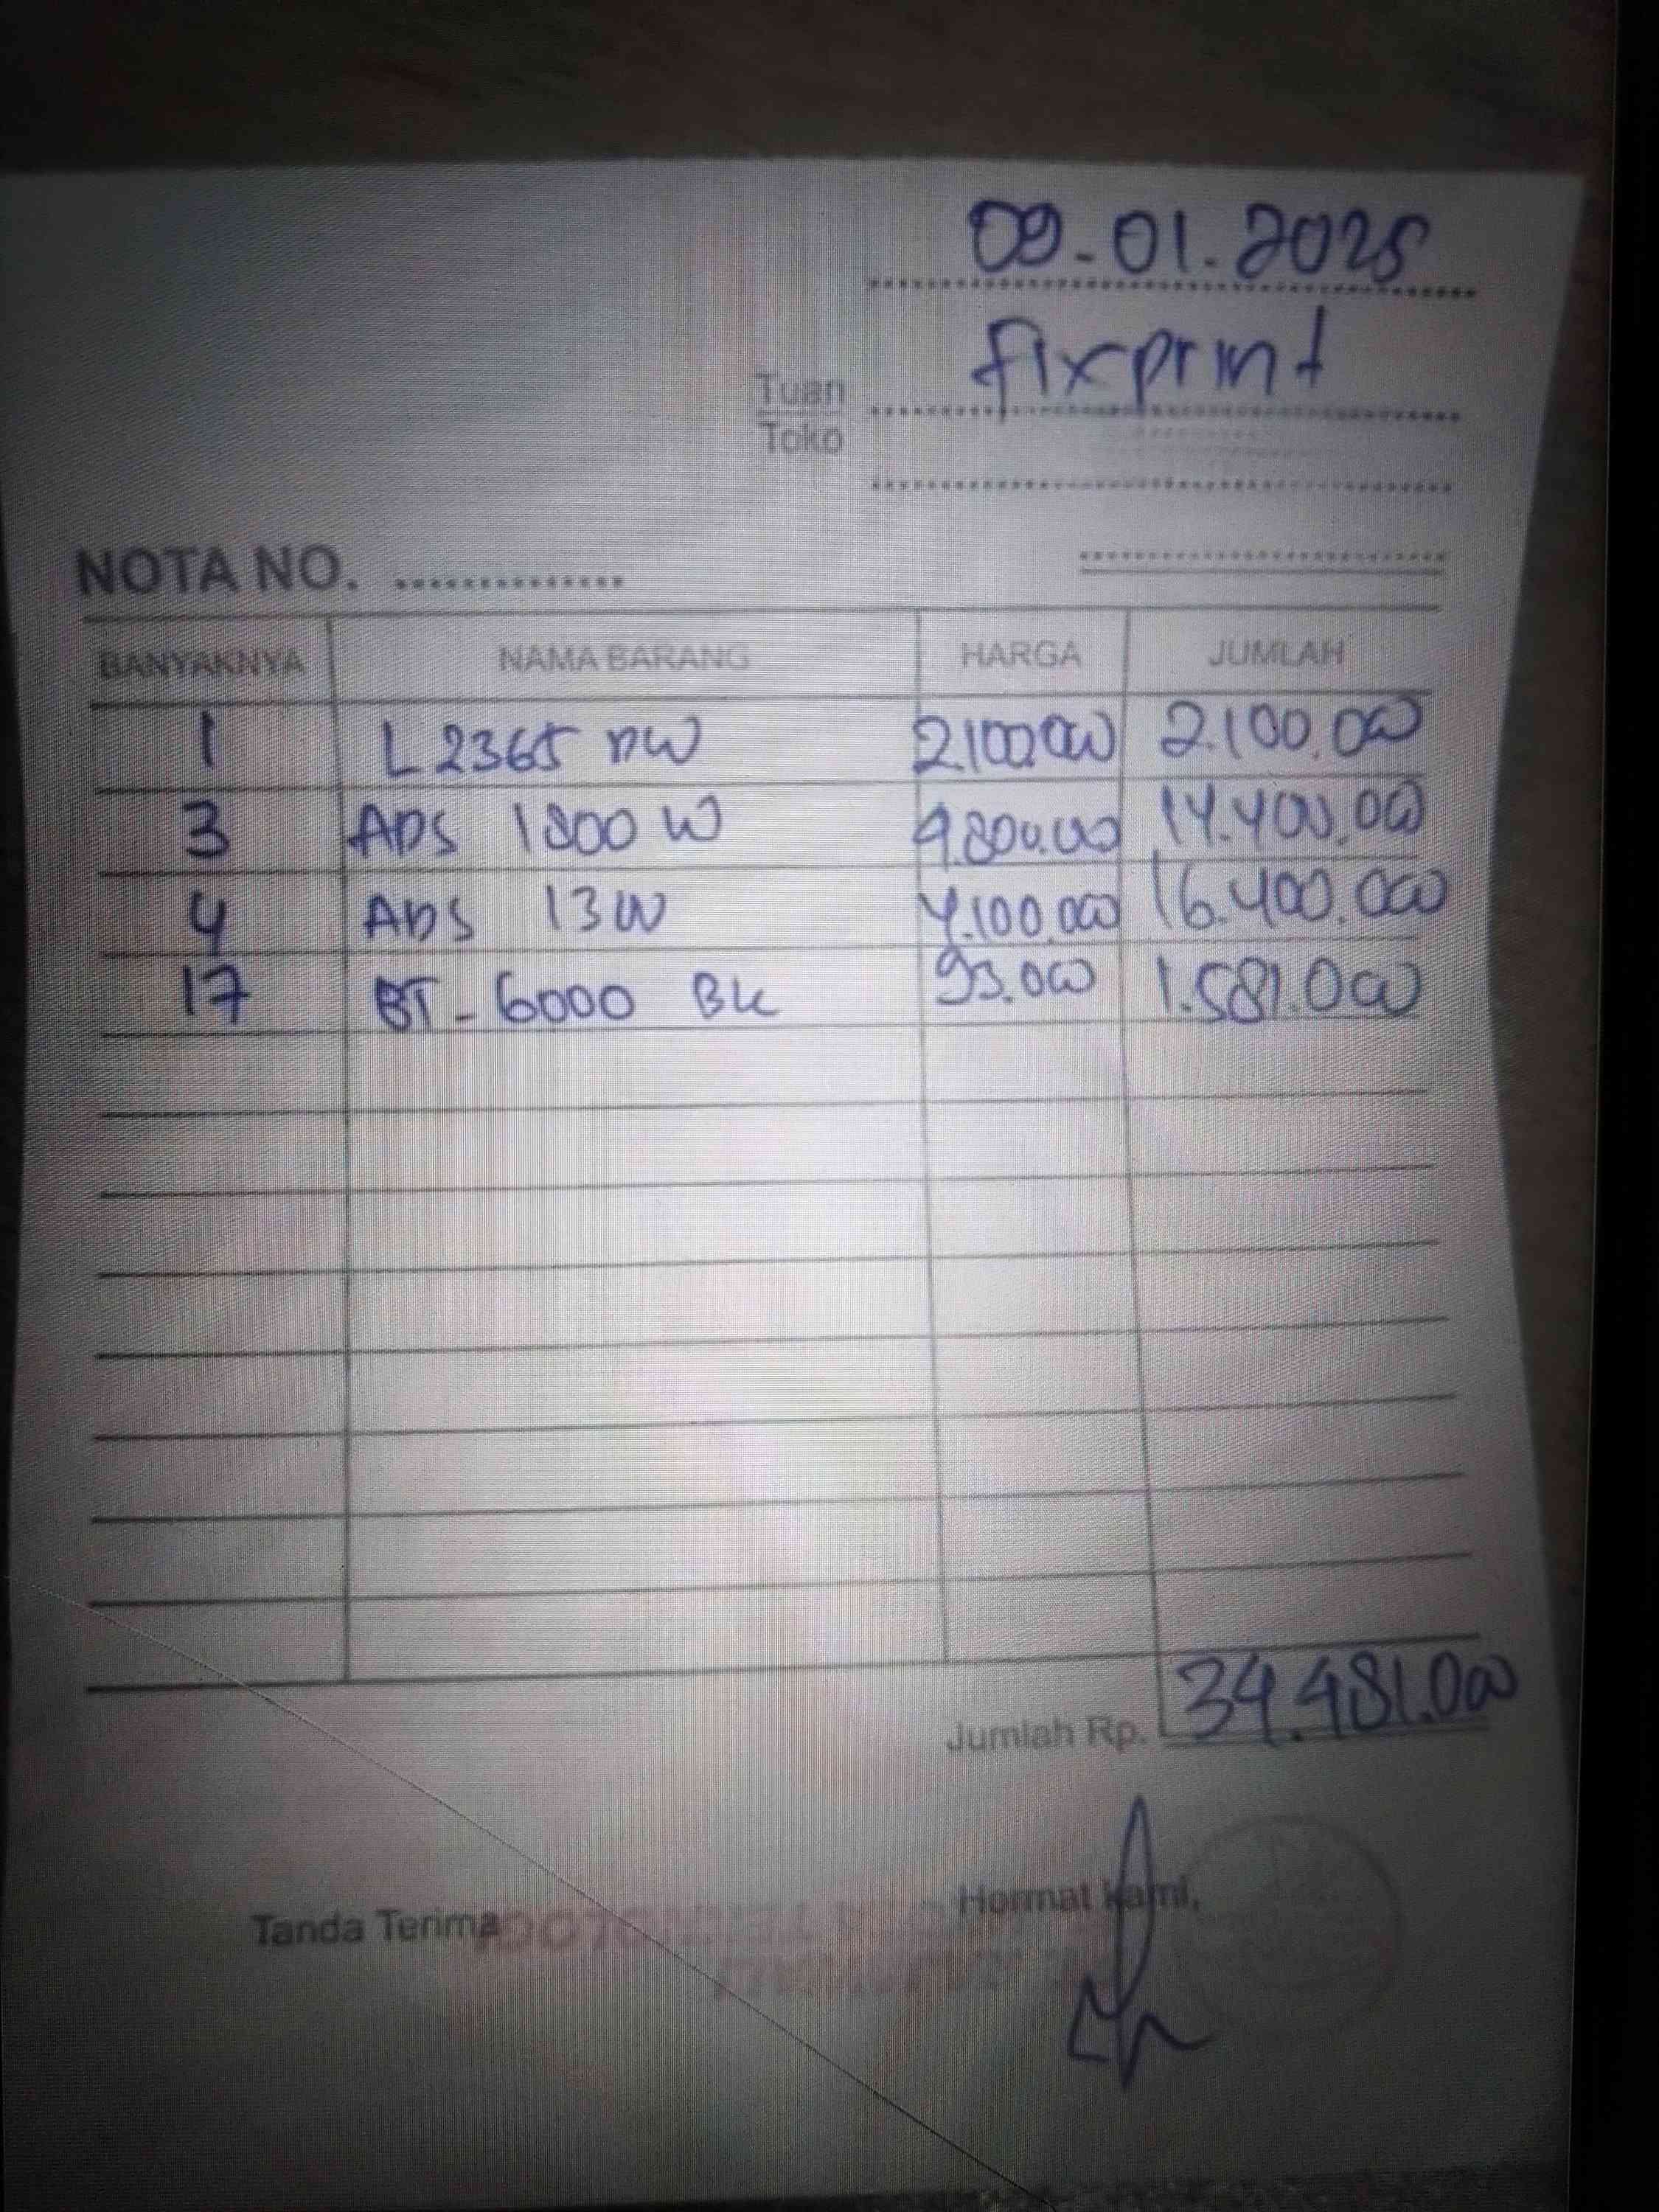 09-01.2025
fixprint
Tuan
Toko
NOTA NO. ..............
BANYAKNYA NAMA BARANG HARGA JUMLAH
1 L2365 DW 2.100.000 2.100.000
3 ADS 1800 W 4.800.000 14.400.000
4 ADS 1300 4.100.000 16.400.000
17 BT-6000 BK 93.000 1.581.000
Jumlah Rp. 34.481.000
Tanda Terima Hormat kami,